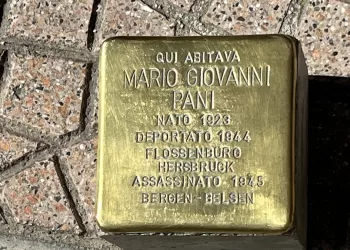 QUI ABITAVA
MARIO GIOVANNI
PANI
NATO 1923
DEPORTATO 1944
FLOSSENBÜRG
HERSBRUCK
ASSASSINATO 1945
BERGEN-BELSEN